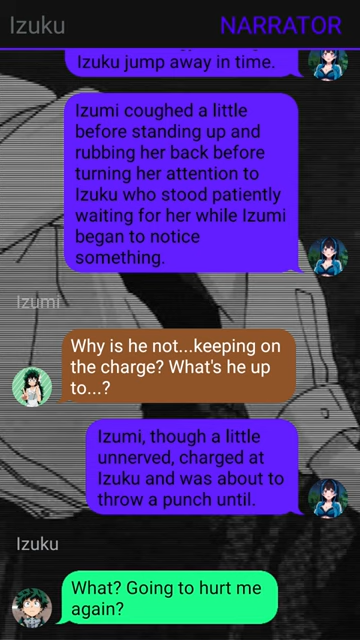 Izuku
NARRATOR
Izuku jump away in time.
Izumi coughed a little
before standing up and
rubbing her back before
turning her attention to
Izuku who stood patiently
waiting for her while Izumi
began to notice
something.
Izumi
Why is he not...keeping on
the charge? What's he up
to...?
Izumi, though a little
unnerved, charged at
Izuku and was about to
throw a punch until.
Izuku
What? Going to hurt me
again?